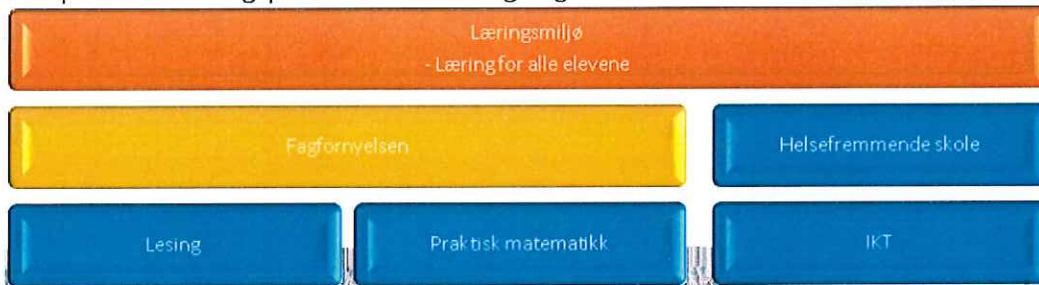 Læringsmiljø
- Læring for alle elevene
Fagfornyelsen
Helsefremmende skole
Lesing
Praktisk matematikk
IKT